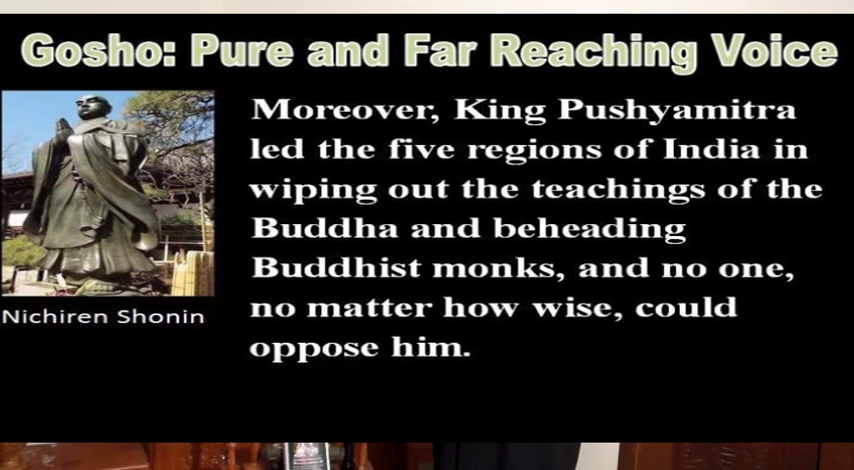 Gosho: Pure and Far Reaching Voice
Moreover, King Pushyamitra
led the five regions of India in
wiping out the teachings of the
Buddha and beheading
Buddhist monks, and no one,
no matter how wise, could
oppose him.
Nichiren Shonin